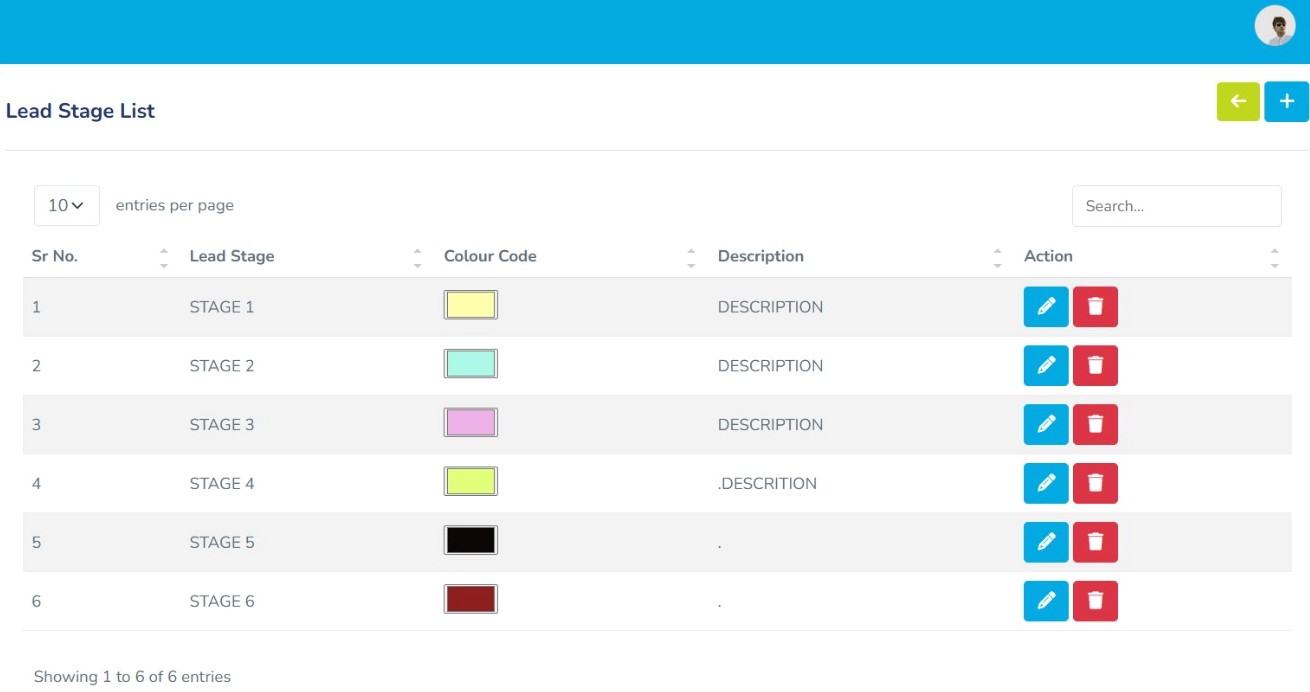 Lead Stage List
10 entries per page
Search...
Sr No. Lead Stage Colour Code Description Action
1 STAGE 1 DESCRIPTION
2 STAGE 2 DESCRIPTION
3 STAGE 3 DESCRIPTION
4 STAGE 4 .DESCRITION
5 STAGE 5 .
6 STAGE 6 .
Showing 1 to 6 of 6 entries